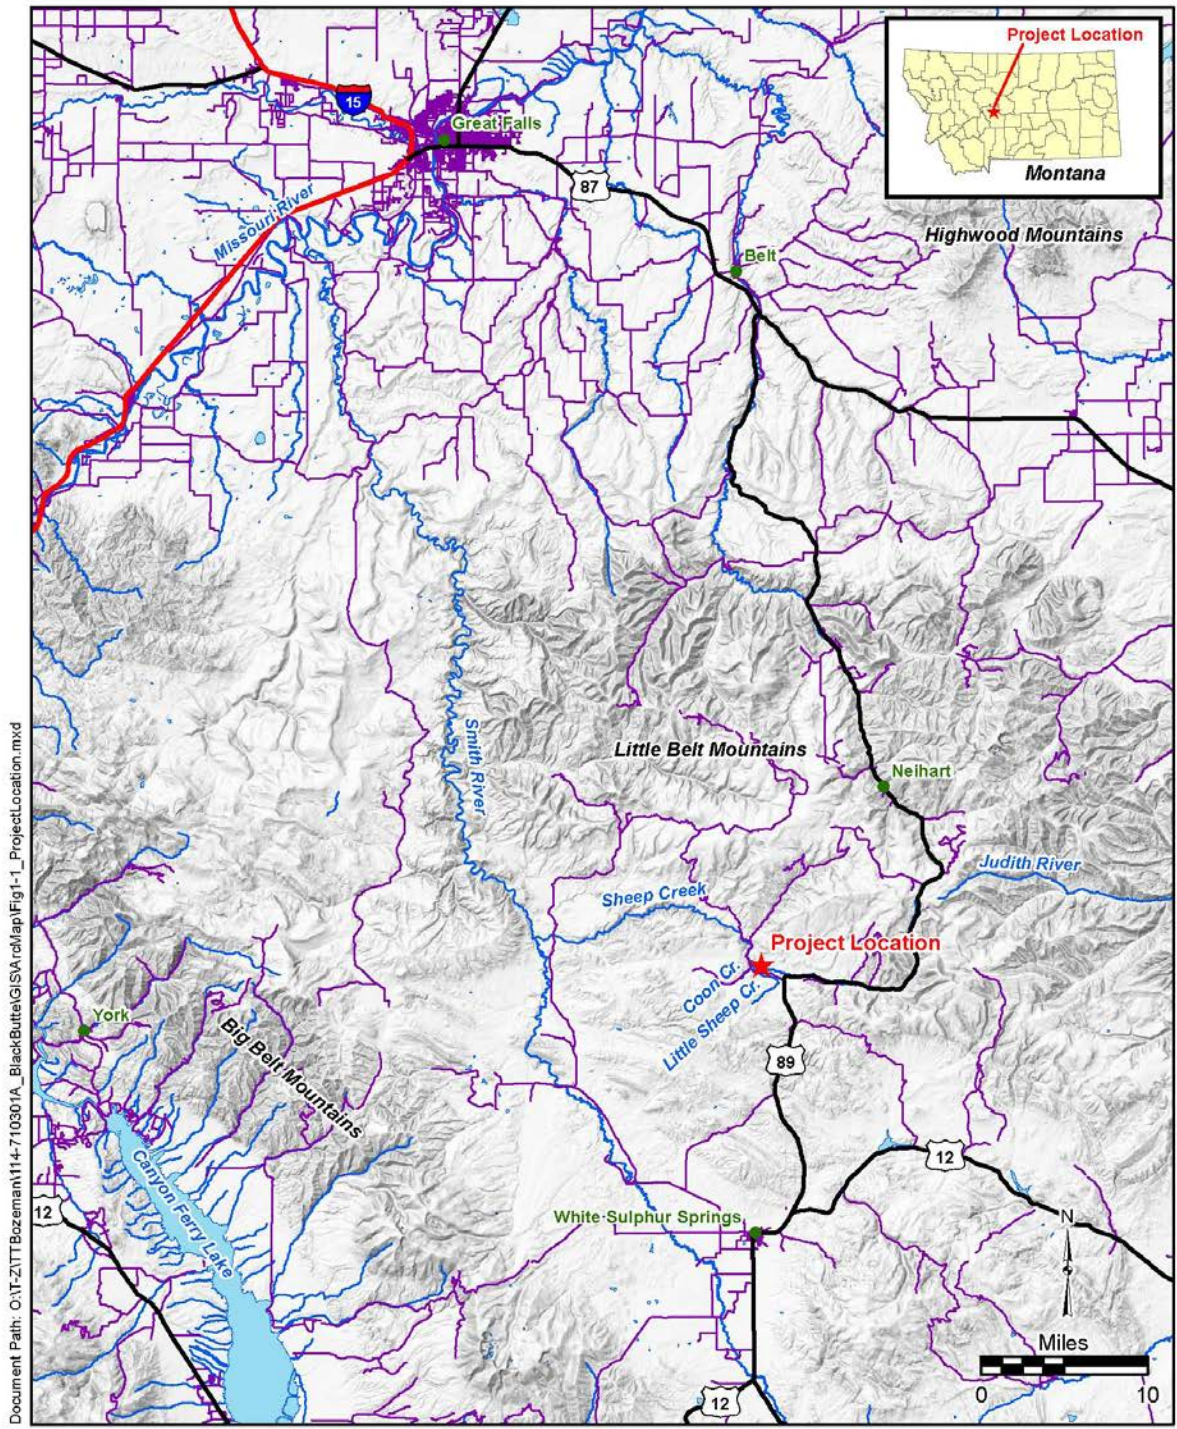 Project Location
Montana
15
Great Falls
87
Missouri River
Highwood Mountains
Belt
Smith River
Little Belt Mountains
Neihart
Judith River
Sheep Creek
Project Location
Coon Cr.
Little Sheep Cr.
York
Big Belt Mountains
89
Canyon Ferry Lake
12
12
White Sulphur Springs
N
Miles
0 10
12
Document Path: O:\T-Z\TTBozeman\114-710301A_BlackButte\GIS\ArcMap\Fig1-1_ProjectLocation.mxd